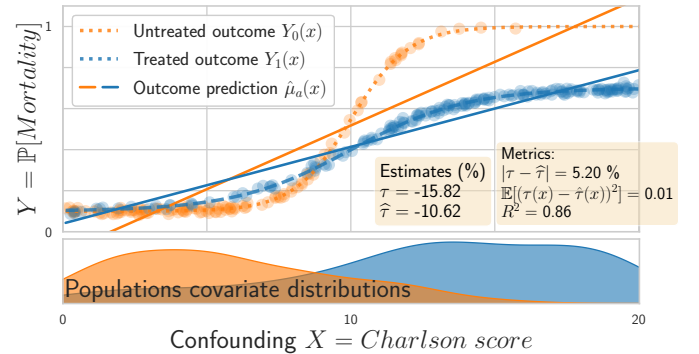 Y = ℙ[Mortality]
1
0
Untreated outcome Y₀(x)
Treated outcome Y₁(x)
Outcome prediction μ̂ₐ(x)
Estimates (%)
τ = -15.82
τ̂ = -10.62
Metrics:
|τ − τ̂| = 5.20 %
𝔼[(τ(x) − τ̂(x))²] = 0.01
R² = 0.86
Populations covariate distributions
0
10
20
Confounding X = Charlson score